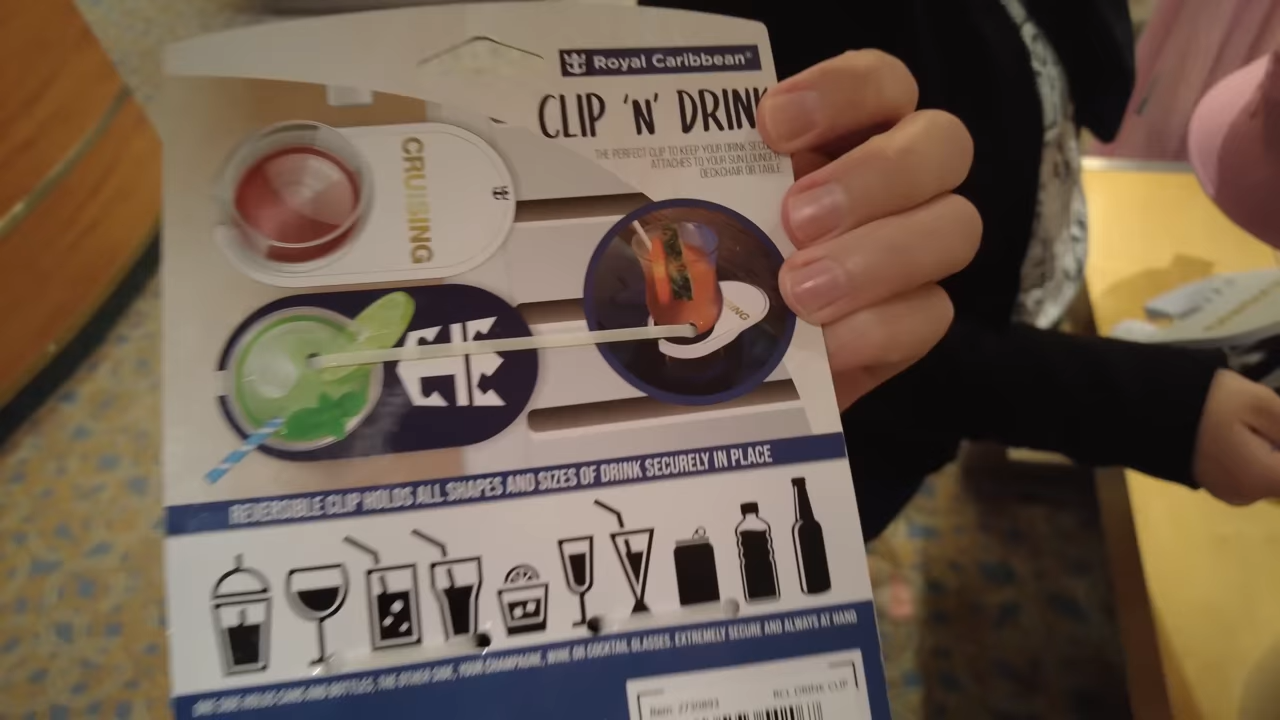 Royal Caribbean®
CLIP 'N' DRINK
THE PERFECT CLIP TO KEEP YOUR DRINK
ATTACHES TO YOUR SUN LOUNGER,
DECKCHAIR OR TABLE.
CRUISING
REVERSIBLE CLIP HOLDS ALL SHAPES AND SIZES OF DRINK SECURELY IN PLACE
ONE SIDE HOLDS CANS AND BOTTLES, THE OTHER SIDE, YOUR CHAMPAGNE, WINE OR COCKTAIL GLASSES. EXTREMELY SECURE AND ALWAYS AT HAND
Item: 2730893
RCL DRINK CLIP